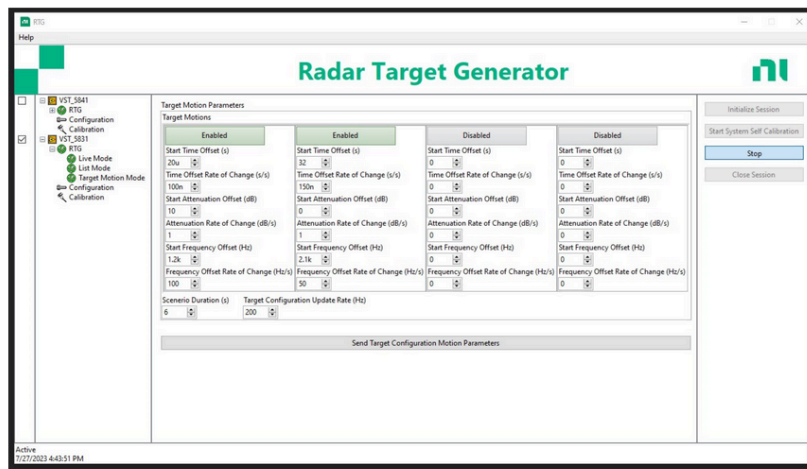 RTG
Help
Radar Target Generator
VST_5841
RTG
Configuration
Calibration
VST_5831
RTG
Live Mode
List Mode
Target Motion Mode
Configuration
Calibration
Target Motion Parameters
Target Motions
Enabled Enabled Disabled Disabled
Start Time Offset (s) Start Time Offset (s) Start Time Offset (s) Start Time Offset (s)
20u 32 0 0
Time Offset Rate of Change (s/s) Time Offset Rate of Change (s/s) Time Offset Rate of Change (s/s) Time Offset Rate of Change (s/s)
100n 150n 0 0
Start Attenuation Offset (dB) Start Attenuation Offset (dB) Start Attenuation Offset (dB) Start Attenuation Offset (dB)
10 0 0 0
Attenuation Rate of Change (dB/s) Attenuation Rate of Change (dB/s) Attenuation Rate of Change (dB/s) Attenuation Rate of Change (dB/s)
1 1 0 0
Start Frequency Offset (Hz) Start Frequency Offset (Hz) Start Frequency Offset (Hz) Start Frequency Offset (Hz)
1.2k 2.1k 0 0
Frequency Offset Rate of Change (Hz/s) Frequency Offset Rate of Change (Hz/s) Frequency Offset Rate of Change (Hz/s) Frequency Offset Rate of Change (Hz/s)
100 50 0 0
Scenerio Duration (s) Target Configuration Update Rate (Hz)
6 200
Send Target Configuration Motion Parameters
ni
Initialize Session
Start System Self Calibration
Stop
Close Session
Active
7/27/2023 4:43:51 PM